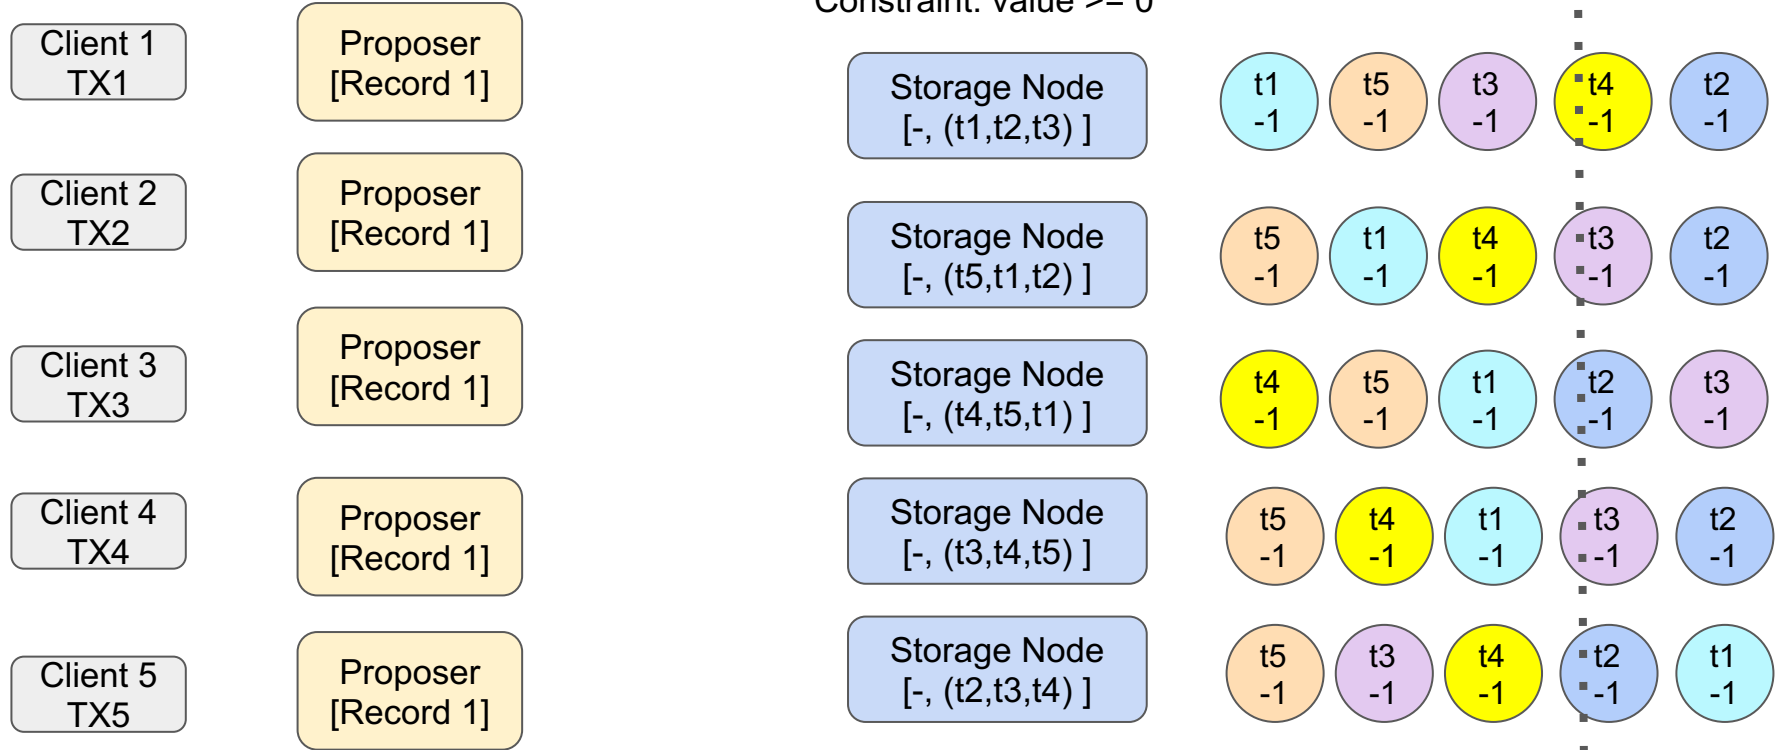 Constraint: value >= 0
Client 1
TX1
Proposer
[Record 1]
Storage Node
[-, (t1,t2,t3) ]
t1
-1
t5
-1
t3
-1
t4
-1
t2
-1
Client 2
TX2
Proposer
[Record 1]
Storage Node
[-, (t5,t1,t2) ]
t5
-1
t1
-1
t4
-1
t3
-1
t2
-1
Client 3
TX3
Proposer
[Record 1]
Storage Node
[-, (t4,t5,t1) ]
t4
-1
t5
-1
t1
-1
t2
-1
t3
-1
Client 4
TX4
Proposer
[Record 1]
Storage Node
[-, (t3,t4,t5) ]
t5
-1
t4
-1
t1
-1
t3
-1
t2
-1
Client 5
TX5
Proposer
[Record 1]
Storage Node
[-, (t2,t3,t4) ]
t5
-1
t3
-1
t4
-1
t2
-1
t1
-1